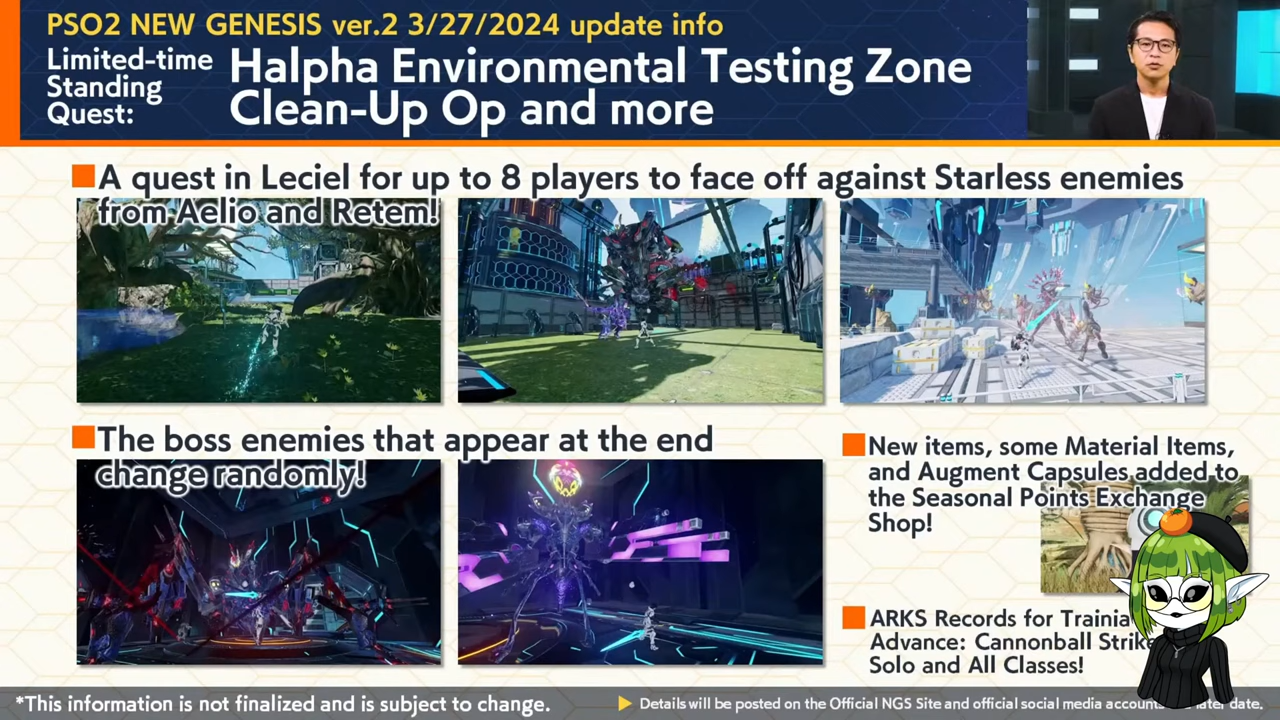 PSO2 NEW GENESIS ver.2 3/27/2024 update info
Limited-time
Standing
Quest:
Halpha Environmental Testing Zone
Clean-Up Op and more
A quest in Leciel for up to 8 players to face off against Starless enemies
from Aelio and Retem!
The boss enemies that appear at the end
change randomly!
New items, some Material Items,
and Augment Capsules added to
the Seasonal Points Exchange
Shop!
ARKS Records for Trainia
Advance: Cannonball Strike
Solo and All Classes!
*This information is not finalized and is subject to change.
Details will be posted on the Official NGS Site and official social media accounts later date.